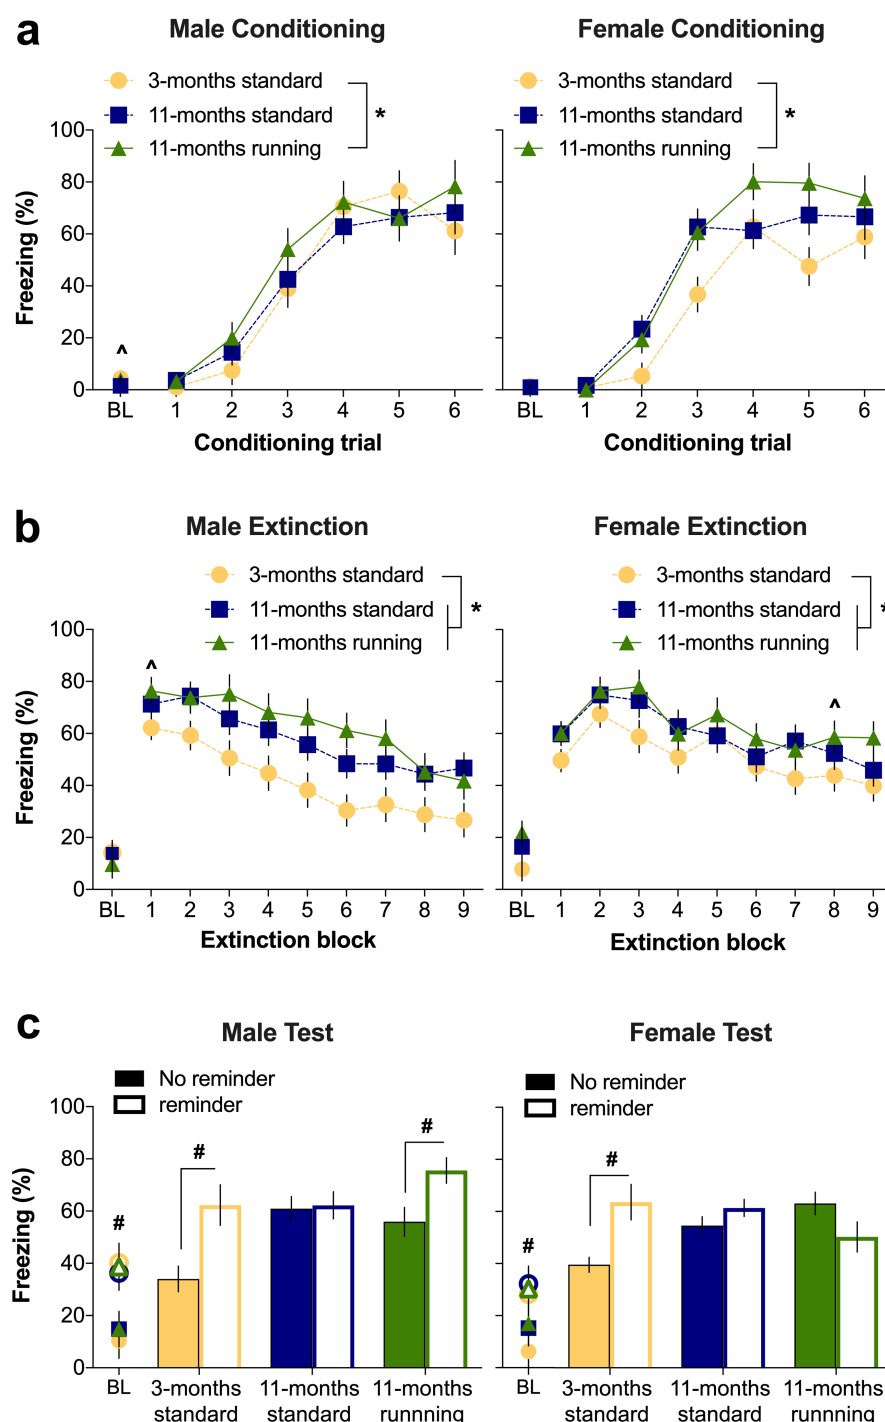 a
Male Conditioning
Female Conditioning
3-months standard
11-months standard
11-months running
*
3-months standard
11-months standard
11-months running
*
Freezing (%)
100
80
60
40
20
0
^
BL 1 2 3 4 5 6
BL 1 2 3 4 5 6
Conditioning trial
Conditioning trial
b
Male Extinction
Female Extinction
3-months standard
11-months standard
11-months running
*
3-months standard
11-months standard
11-months running
*
Freezing (%)
100
80
60
40
20
0
^
^
BL 1 2 3 4 5 6 7 8 9
BL 1 2 3 4 5 6 7 8 9
Extinction block
Extinction block
c
Male Test
Female Test
No reminder
reminder
No reminder
reminder
Freezing (%)
100
80
60
40
20
0
#
#
#
#
#
BL
3-months
standard
11-months
standard
11-months
runnning
BL
3-months
standard
11-months
standard
11-months
running